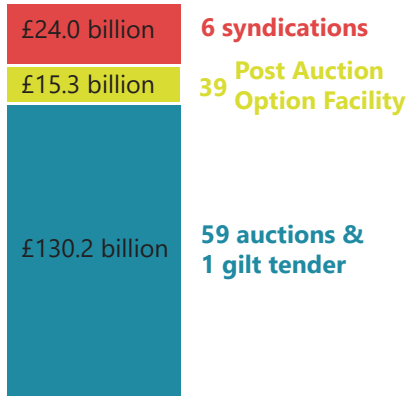 £24.0 billion 6 syndications
£15.3 billion 39 Post Auction
Option Facility
£130.2 billion 59 auctions &
1 gilt tender